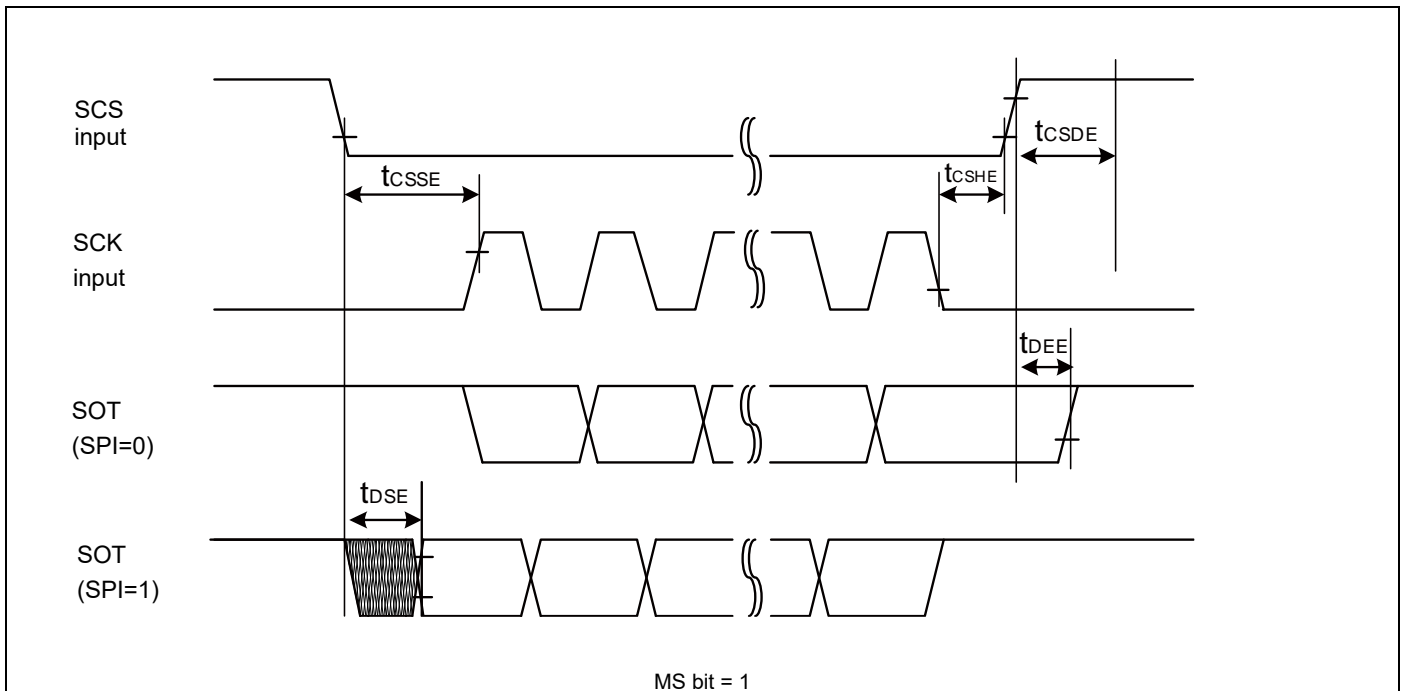 SCS
input
tCSDE
tCSSE
tCSHE
SCK
input
tDEE
SOT
(SPI=0)
tDSE
SOT
(SPI=1)
MS bit = 1